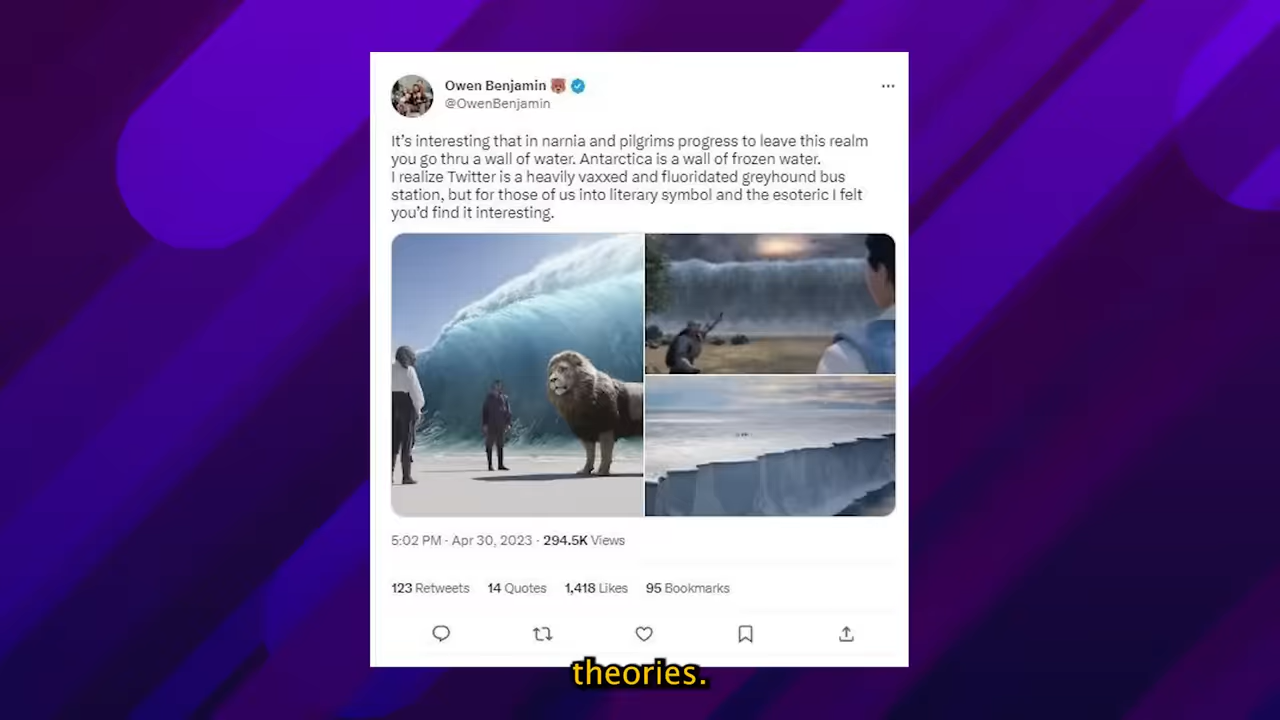 Owen Benjamin
@OwenBenjamin
It's interesting that in narnia and pilgrims progress to leave this realm
you go thru a wall of water. Antarctica is a wall of frozen water.
I realize Twitter is a heavily vaxxed and fluoridated greyhound bus
station, but for those of us into literary symbol and the esoteric I felt
you'd find it interesting.
5:02 PM · Apr 30, 2023 · 294.5K Views
123 Retweets 14 Quotes 1,418 Likes 95 Bookmarks
theories.